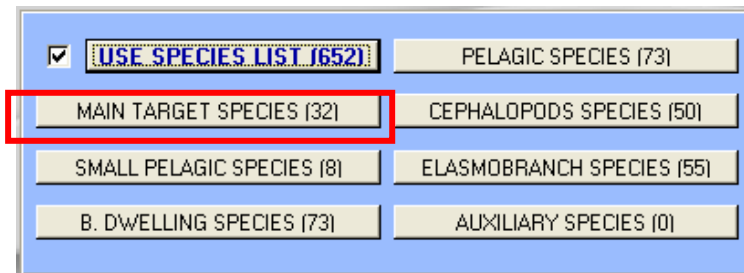 USE SPECIES LIST (652)
PELAGIC SPECIES (73)
MAIN TARGET SPECIES (32)
CEPHALOPODS SPECIES (50)
SMALL PELAGIC SPECIES (8)
ELASMOBRANCH SPECIES (55)
B. DWELLING SPECIES (73)
AUXILIARY SPECIES (0)